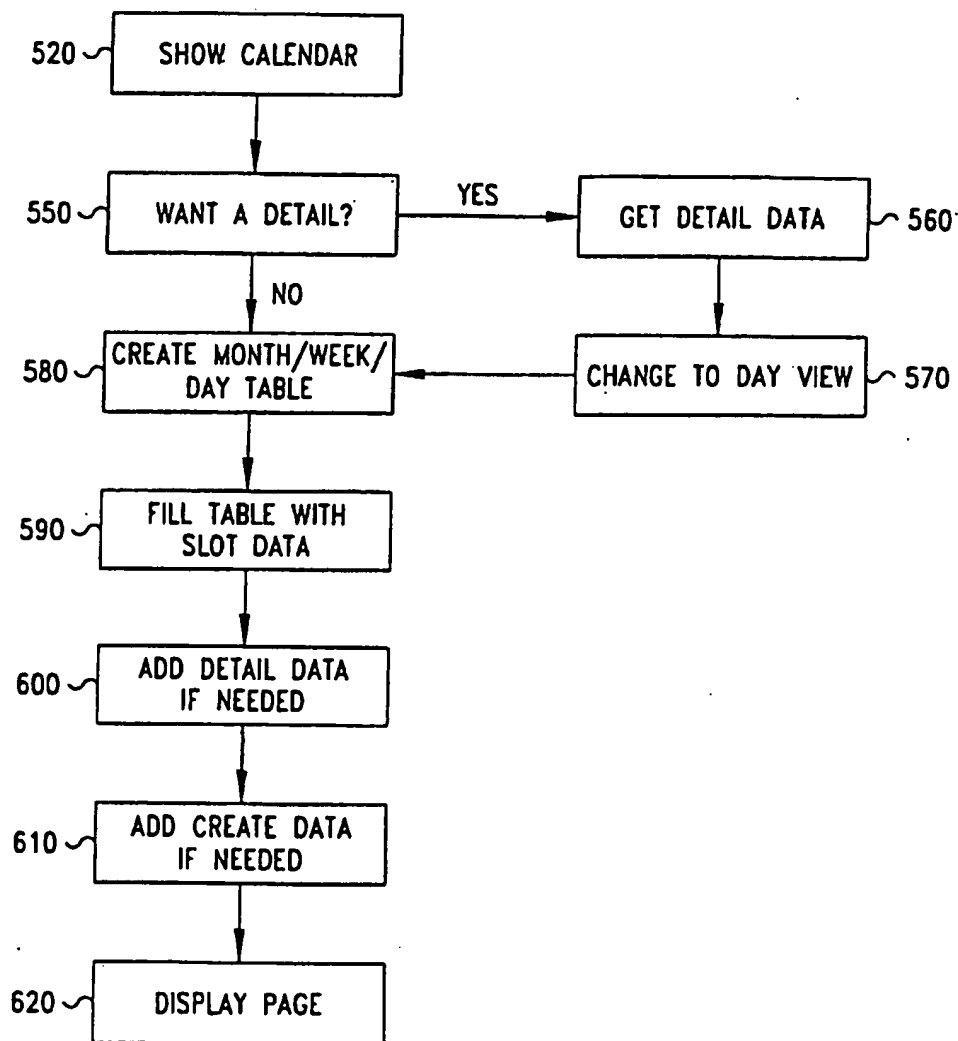 520 SHOW CALENDAR
550 WANT A DETAIL?
YES
GET DETAIL DATA 560
NO
580 CREATE MONTH/WEEK/
DAY TABLE
CHANGE TO DAY VIEW 570
590 FILL TABLE WITH
SLOT DATA
600 ADD DETAIL DATA
IF NEEDED
610 ADD CREATE DATA
IF NEEDED
620 DISPLAY PAGE